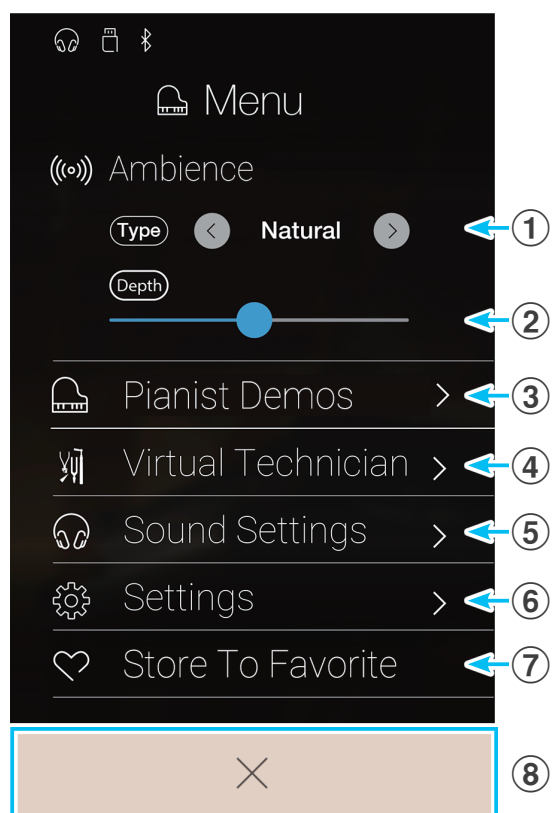 Menu
Ambience
Type < Natural > 1
Depth
2
Pianist Demos > 3
Virtual Technician > 4
Sound Settings > 5
Settings > 6
Store To Favorite 7
8